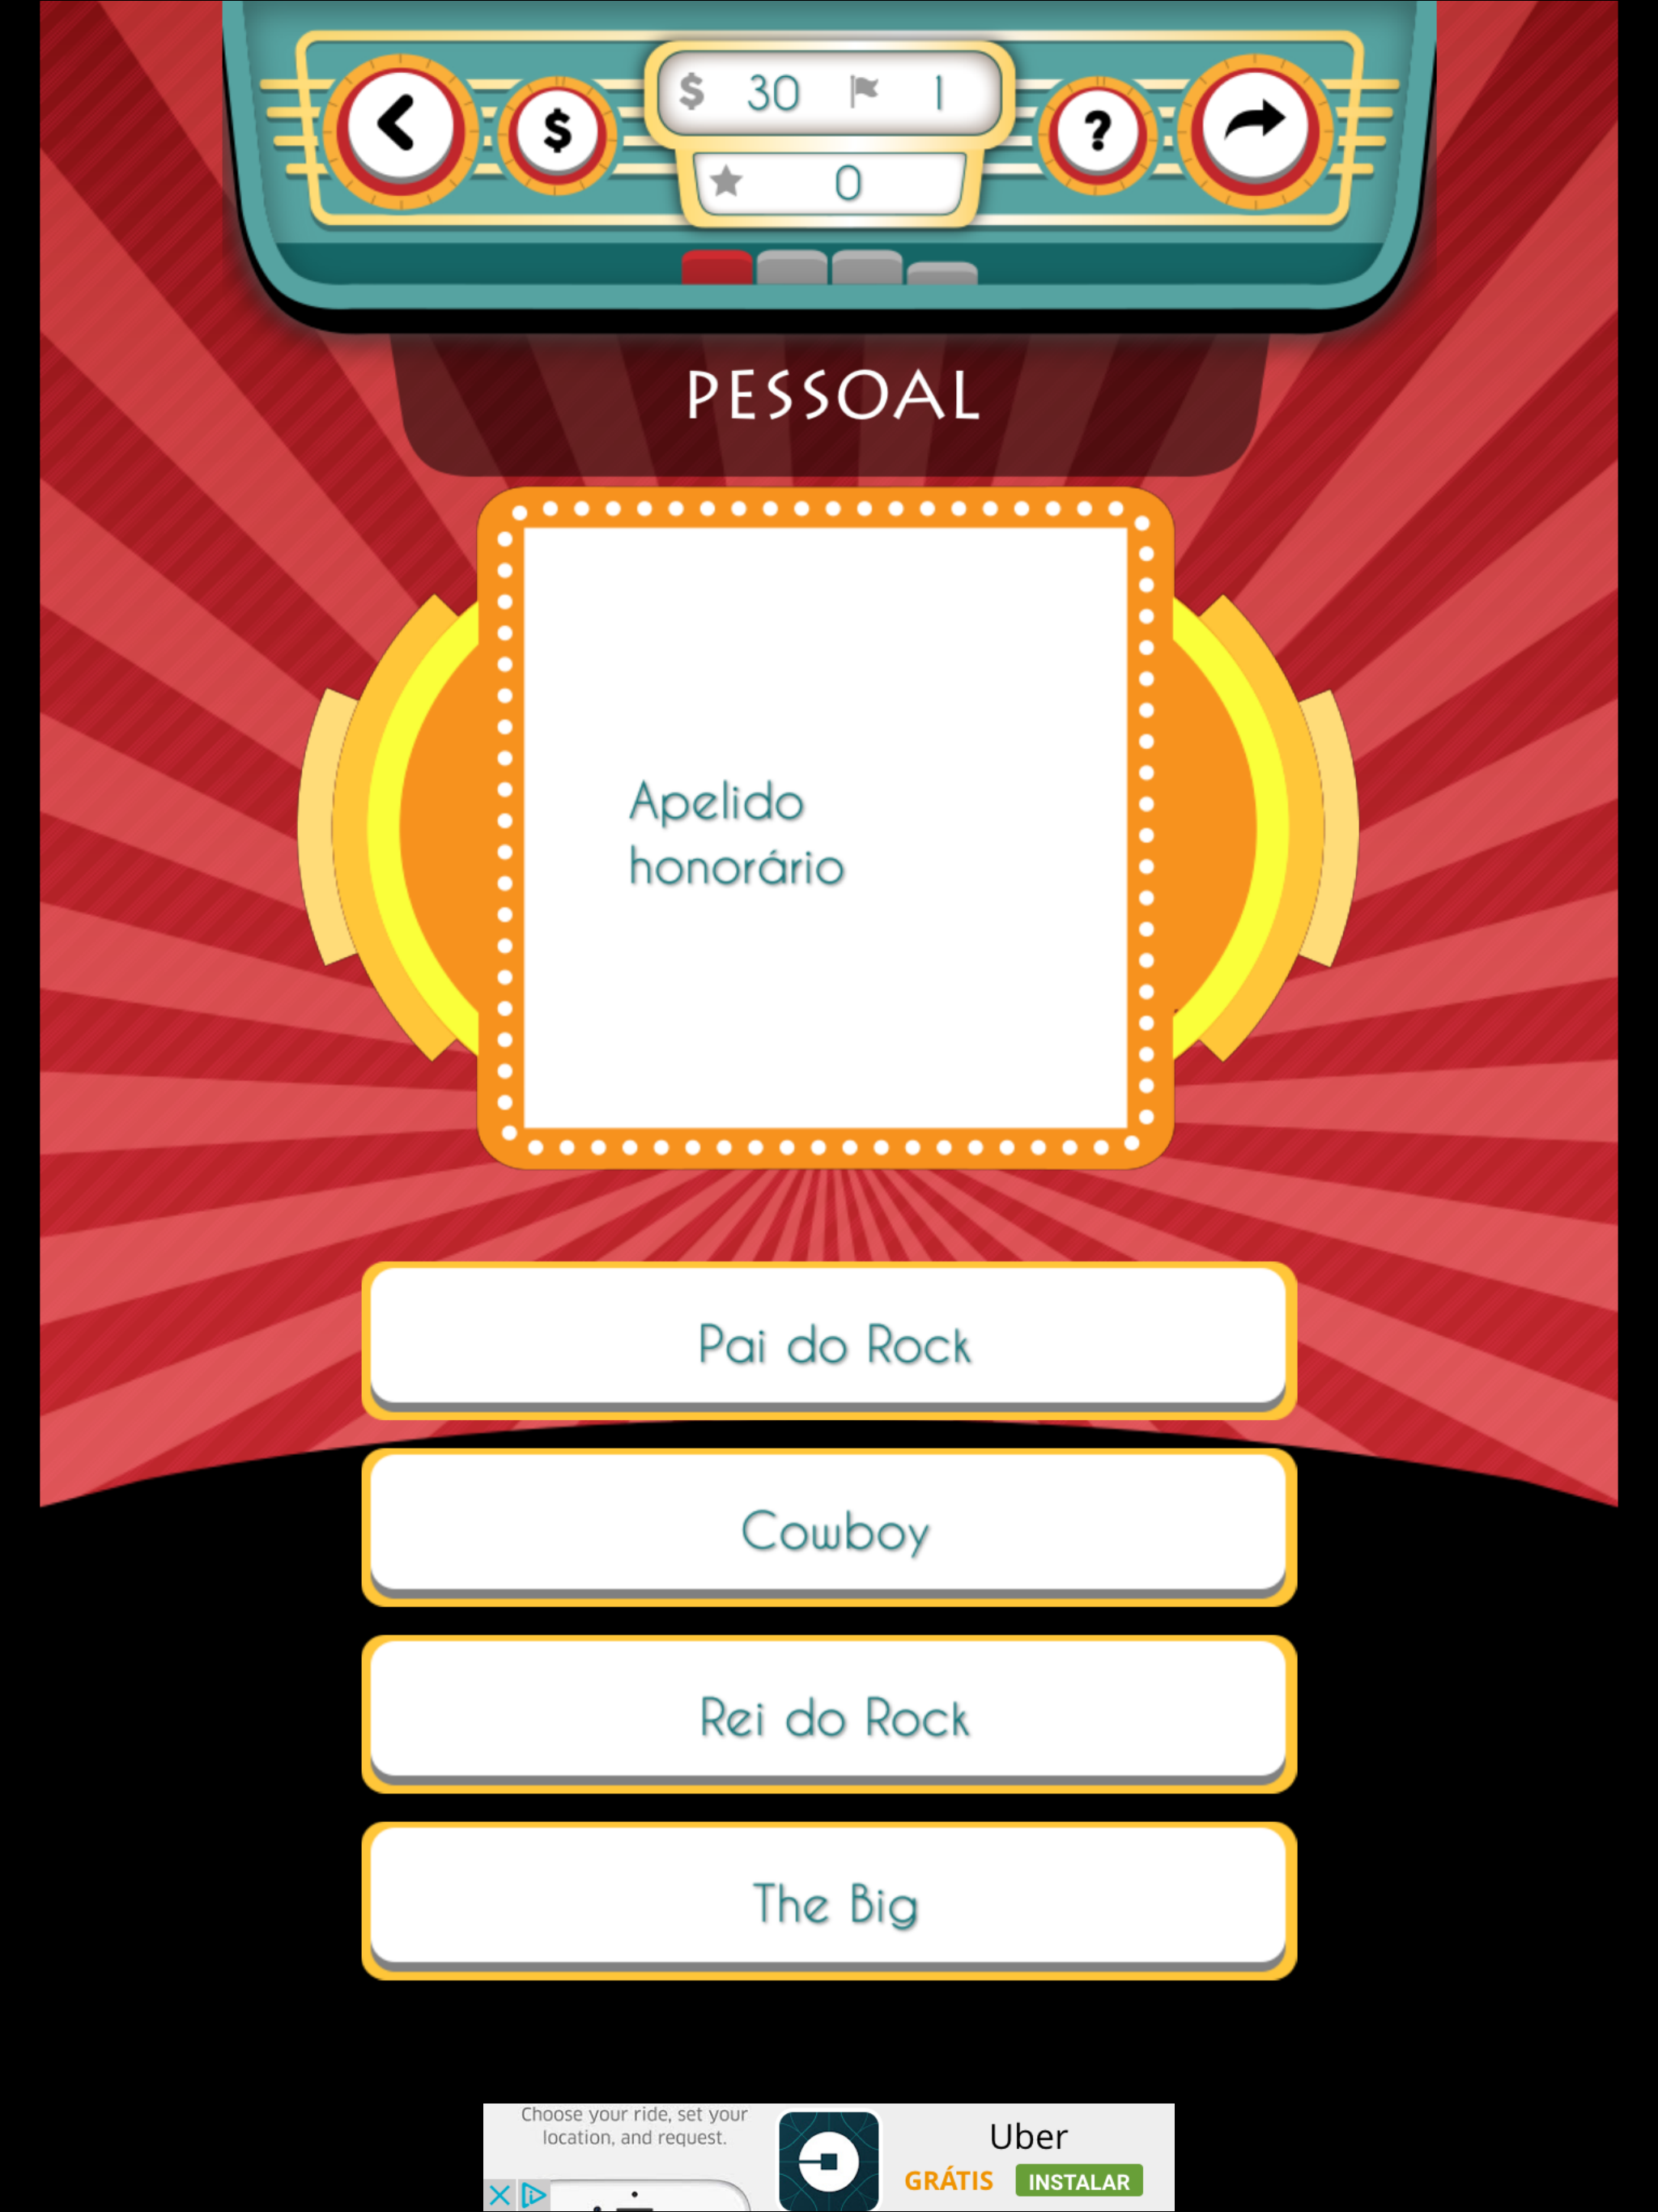 $ 30 1
$
?
0
PESSOAL
Apelido
honorário
Pai do Rock
Cowboy
Rei do Rock
The Big
Choose your ride, set your
location, and request.
Uber
GRÁTIS
INSTALAR